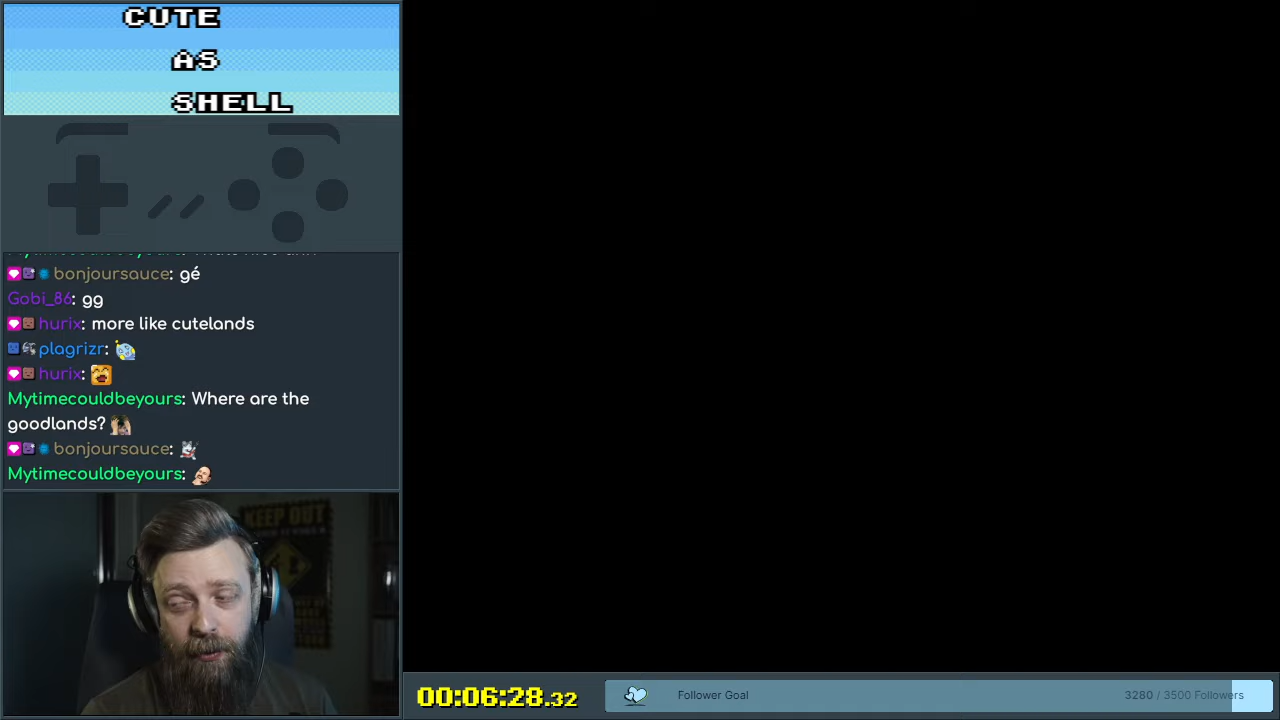 CUTE
AS
SHELL
bonjoursauce: gé
Gobi_86: gg
hurix: more like cutelands
plagrizr:
hurix:
Mytimecouldbeyours: Where are the
goodlands?
bonjoursauce:
Mytimecouldbeyours:
KEEP OUT
00:06:28.32
Follower Goal
3280 / 3500 Followers